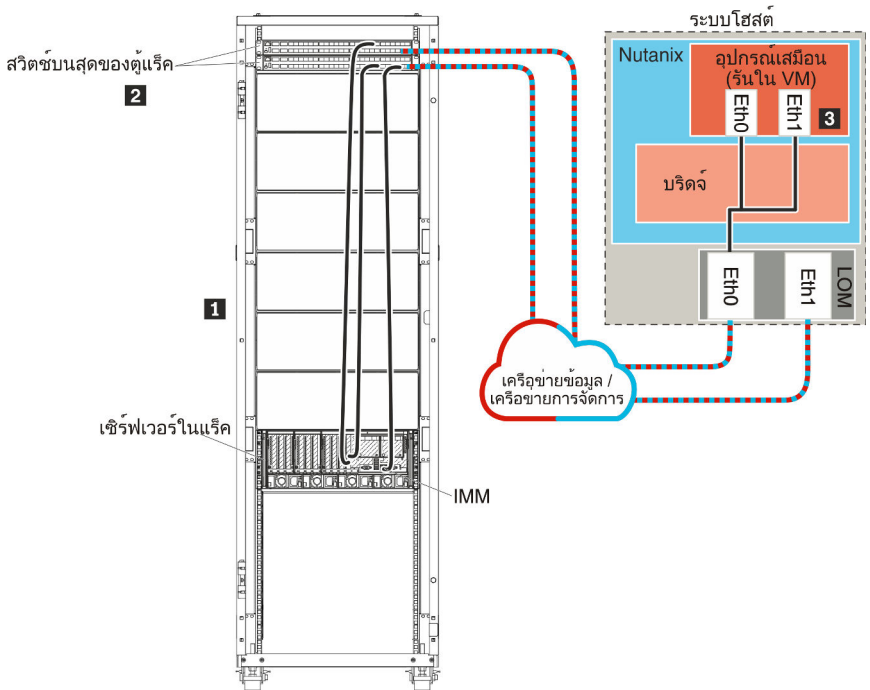 ระบบโฮสต์
สวิตช์บนสุดของตู้แร็ค
2
Nutanix
อุปกรณ์เสมือน
(รันใน VM)
Eth0
Eth1
3
บริดจ์
Eth0
Eth1
LOM
1
เครือข่ายข้อมูล /
เครือข่ายการจัดการ
เซิร์ฟเวอร์ในแร็ค
IMM